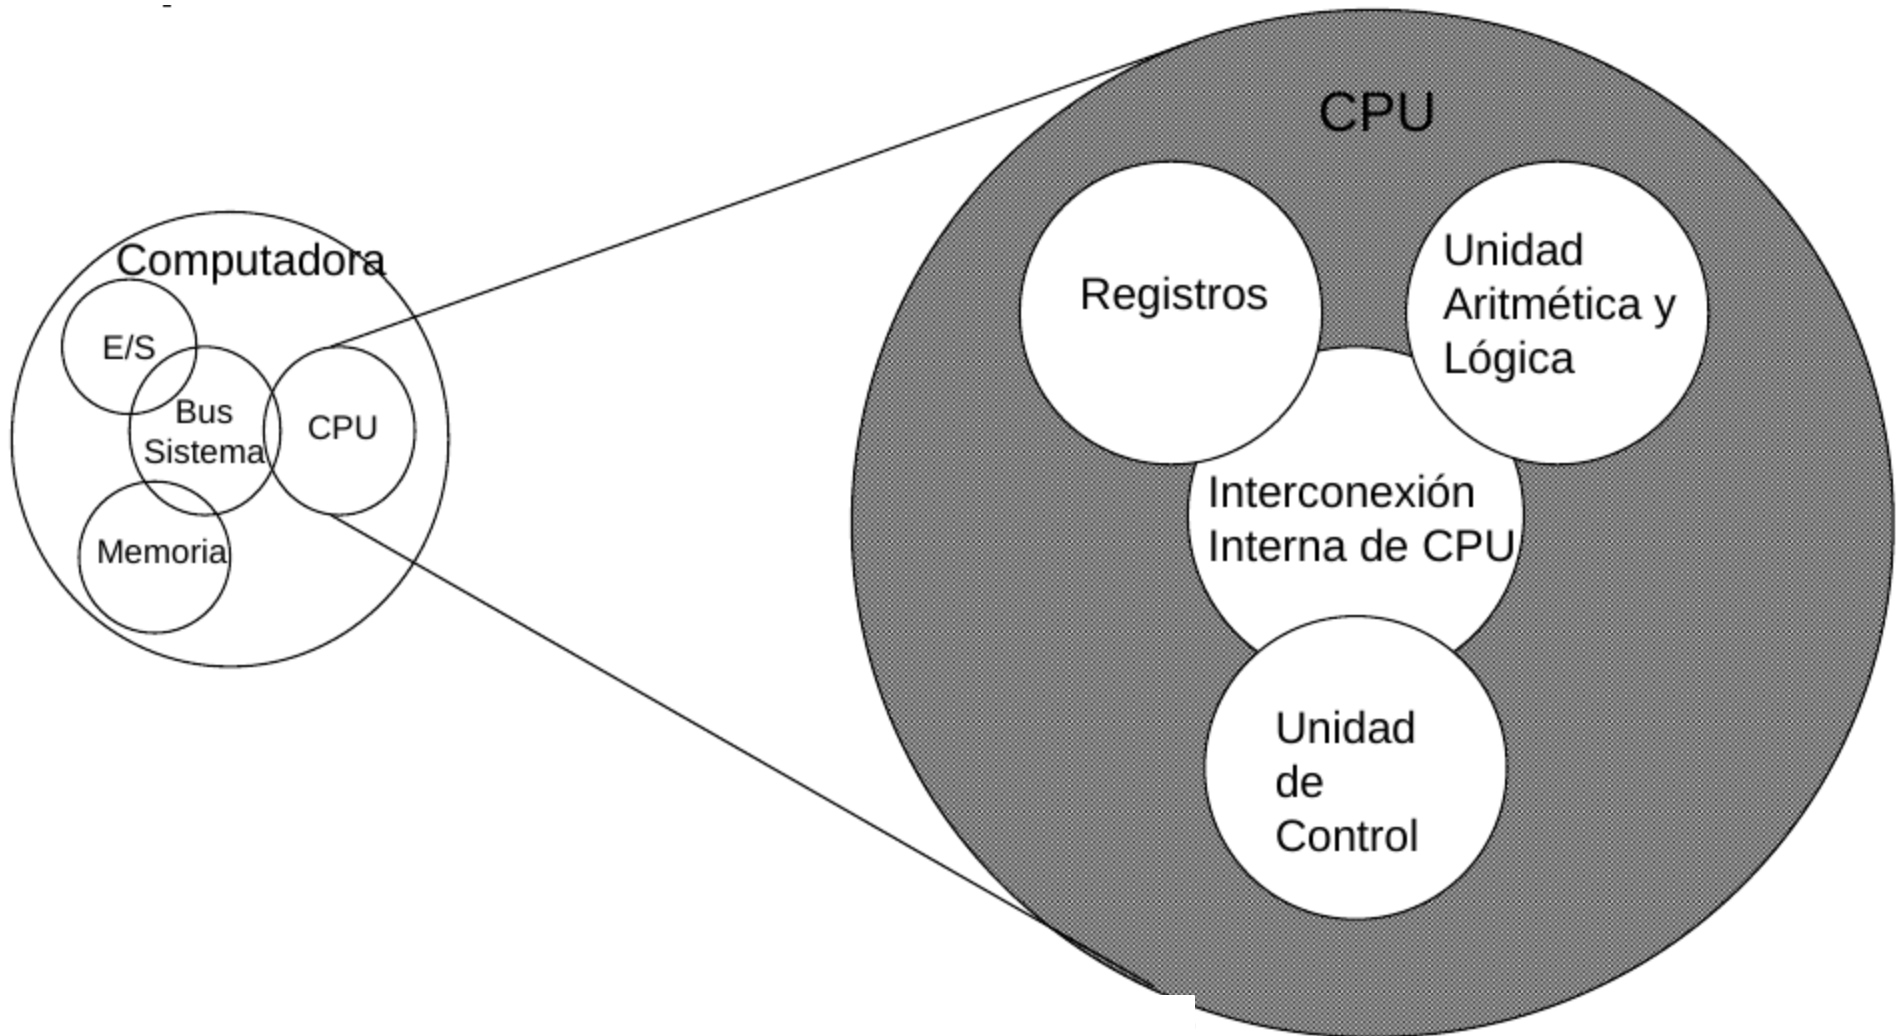 Computadora
E/S
Bus
Sistema
CPU
Memoria
CPU
Registros
Unidad
Aritmética y
Lógica
Interconexión
Interna de CPU
Unidad
de
Control